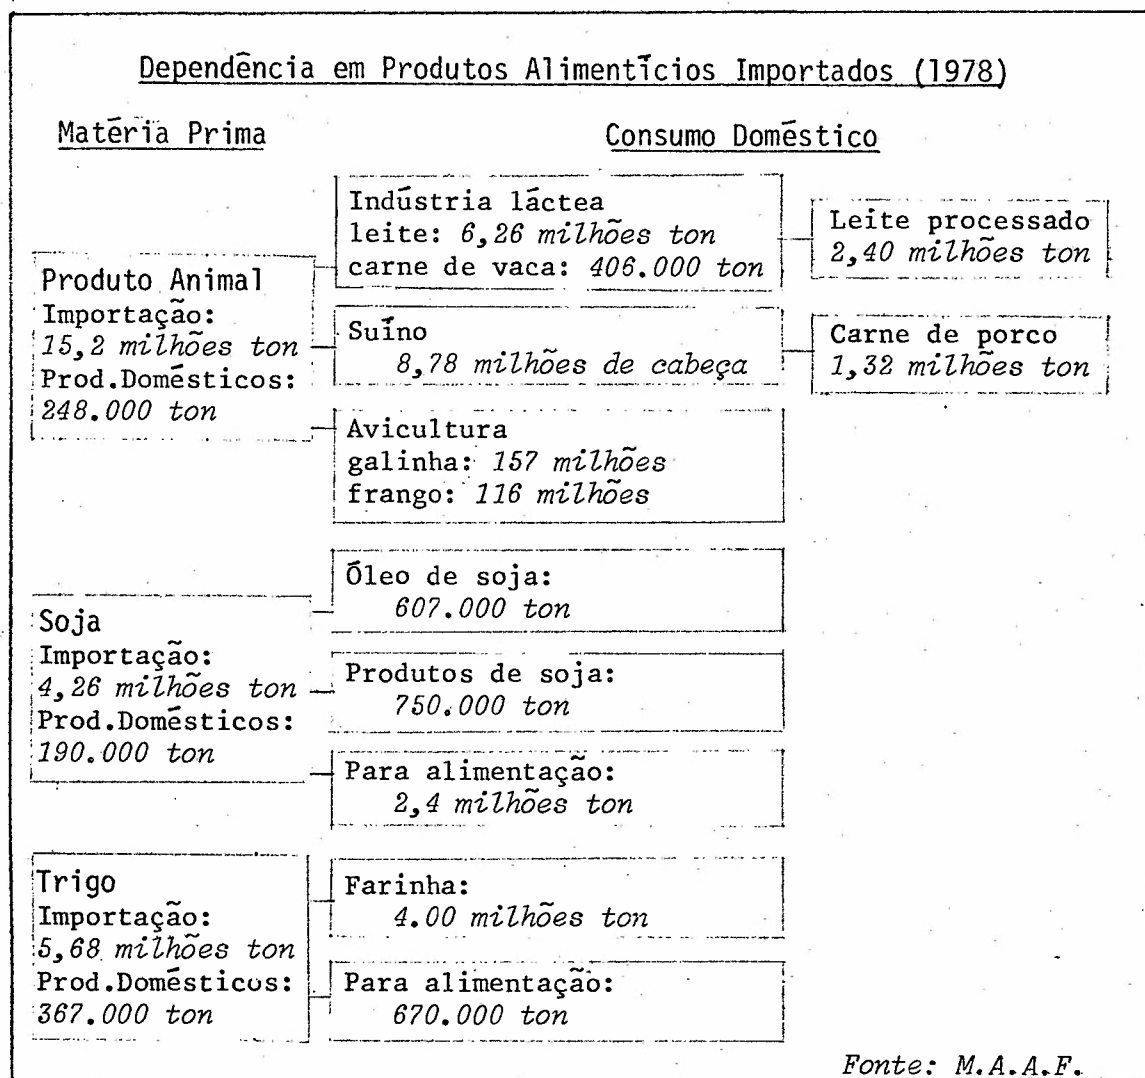 Dependência em Produtos Alimentícios Importados (1978)
Matéria Prima
Consumo Doméstico
Produto Animal
Importação:
15,2 milhões ton
Prod.Domésticos:
248.000 ton
Indústria láctea
leite: 6,26 milhões ton
carne de vaca: 406.000 ton
Leite processado
2,40 milhões ton
Suíno
8,78 milhões de cabeça
Carne de porco
1,32 milhões ton
Avicultura
galinha: 157 milhões
frango: 116 milhões
Soja
Importação:
4,26 milhões ton
Prod.Domésticos:
190.000 ton
Óleo de soja:
607.000 ton
Produtos de soja:
750.000 ton
Para alimentação:
2,4 milhões ton
Trigo
Importação:
5,68 milhões ton
Prod.Domésticos:
367.000 ton
Farinha:
4.00 milhões ton
Para alimentação:
670.000 ton
Fonte: M.A.A.F.